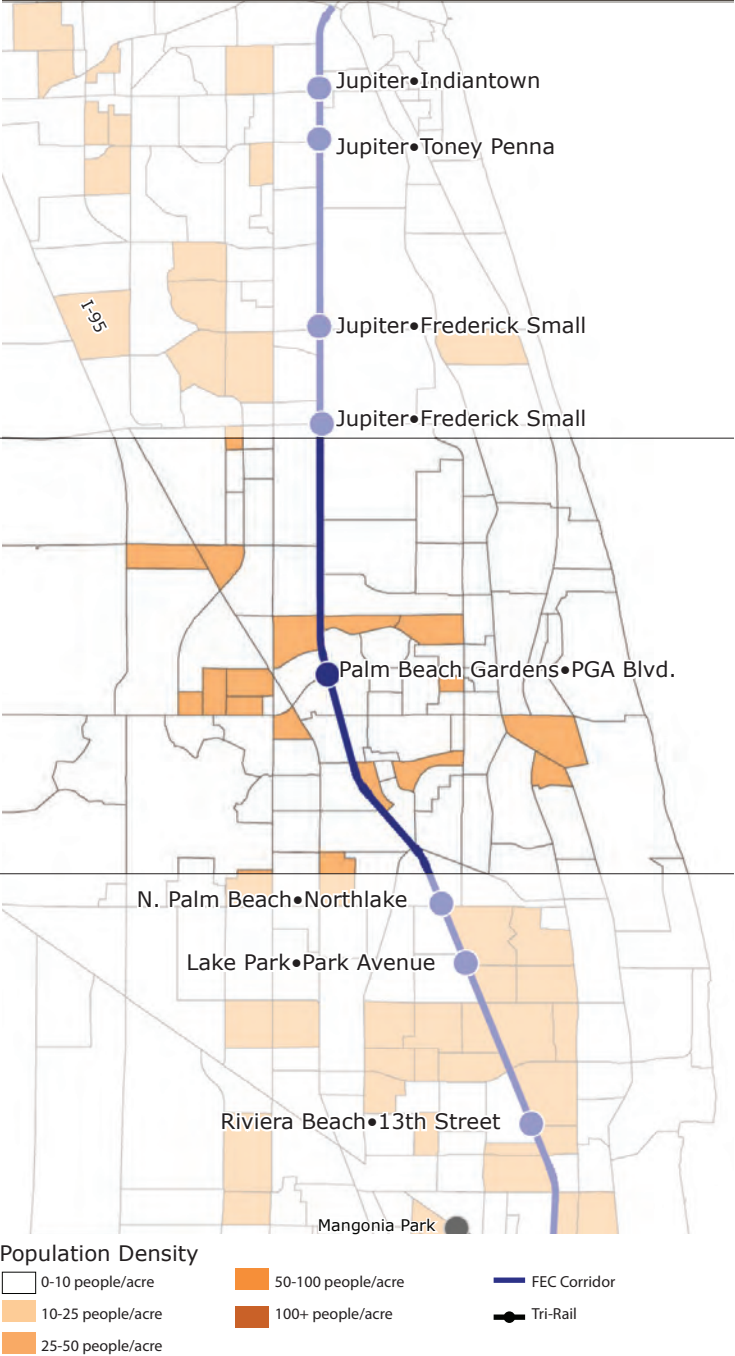 Jupiter•Indiantown
Jupiter•Toney Penna
I-95
Jupiter•Frederick Small
Jupiter•Frederick Small
Palm Beach Gardens•PGA Blvd.
N. Palm Beach•Northlake
Lake Park•Park Avenue
Riviera Beach•13th Street
Mangonia Park
Population Density
0-10 people/acre
10-25 people/acre
25-50 people/acre
50-100 people/acre
100+ people/acre
FEC Corridor
Tri-Rail